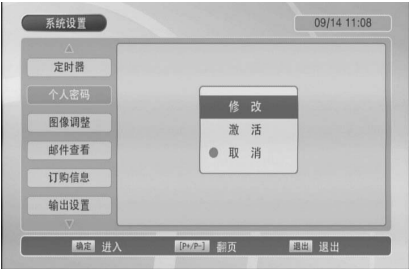 系统设置
09/14 11:08
定时器
个人密码
图像调整
邮件查看
订购信息
输出设置
修 改
激 活
取 消
确定 进入 [P+/P-] 翻页 退出 退出